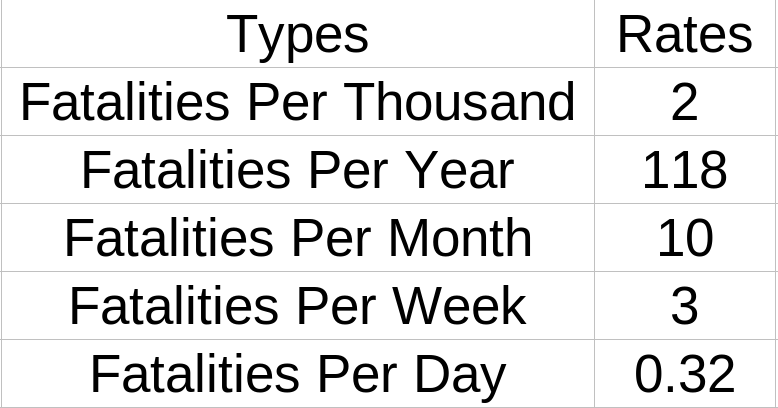 Types Rates
Fatalities Per Thousand 2
Fatalities Per Year 118
Fatalities Per Month 10
Fatalities Per Week 3
Fatalities Per Day 0.32